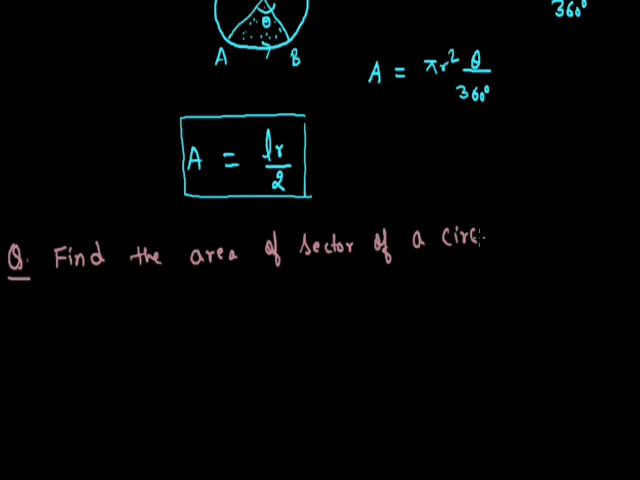 360°
θ
A B
A = πr² θ/360°
A = lr/2
Q. Find the area of sector of a circ